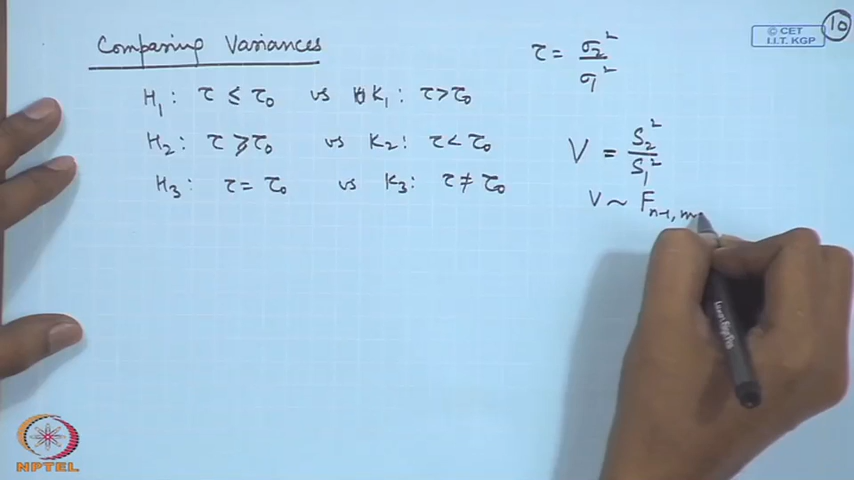 Comparing Variances
τ = σ₂² / σ₁²
© CET
I.I.T. KGP
10
H₁: τ ≤ τ₀ vs K₁: τ > τ₀
H₂: τ ≥ τ₀ vs K₂: τ < τ₀
H₃: τ = τ₀ vs K₃: τ ≠ τ₀
V = S₂² / S₁²
V ~ F n-1, m-
NPTEL